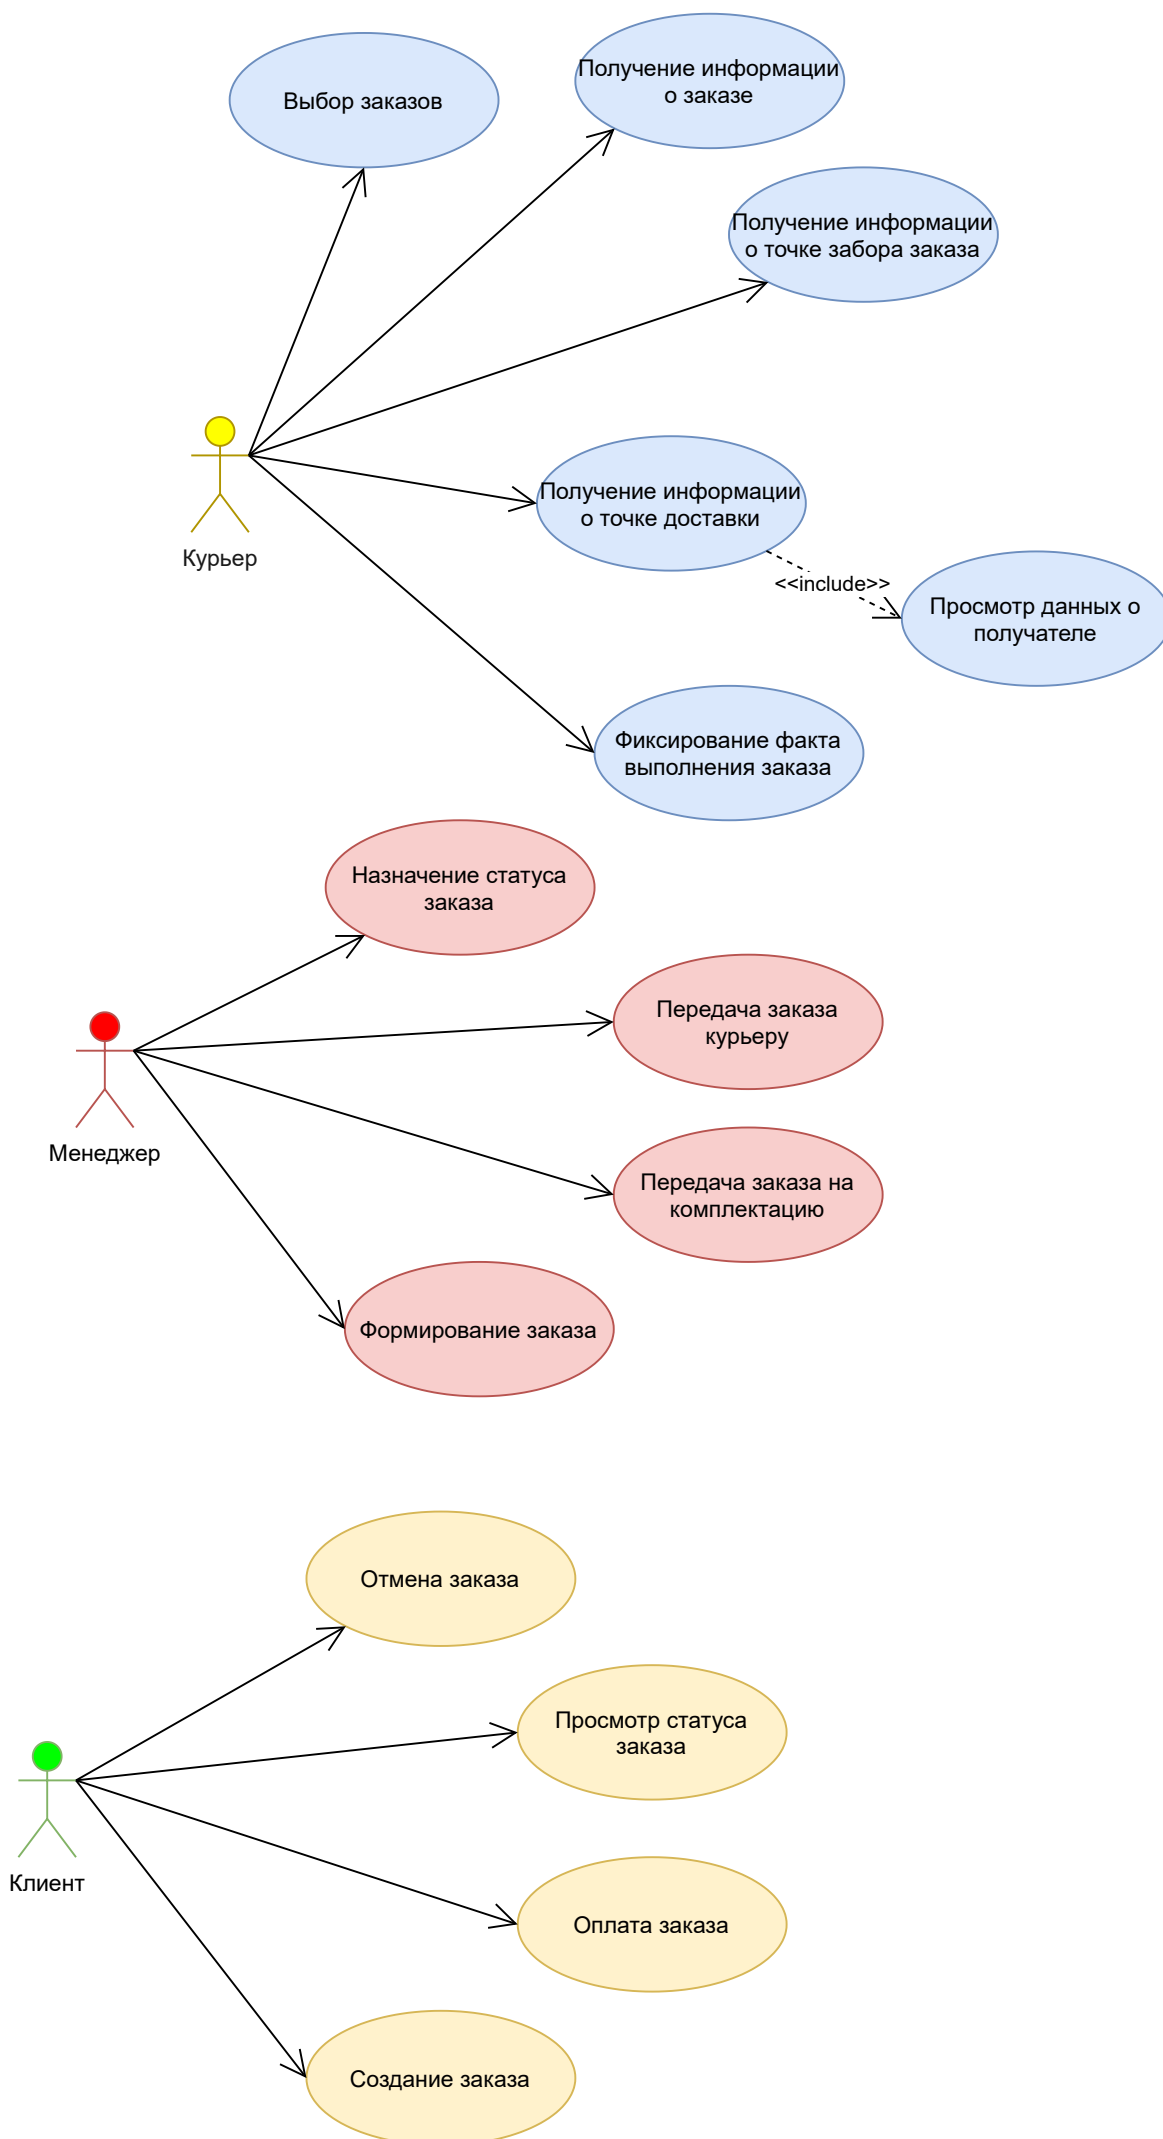 Получение информации
о заказе
Выбор заказов
Получение информации
о точке забора заказа
Получение информации
о точке доставки
Курьер
<<include>>
Просмотр данных о
получателе
Фиксирование факта
выполнения заказа
Назначение статуса
заказа
Передача заказа
курьеру
Менеджер
Передача заказа на
комплектацию
Формирование заказа
Отмена заказа
Просмотр статуса
заказа
Клиент
Оплата заказа
Создание заказа